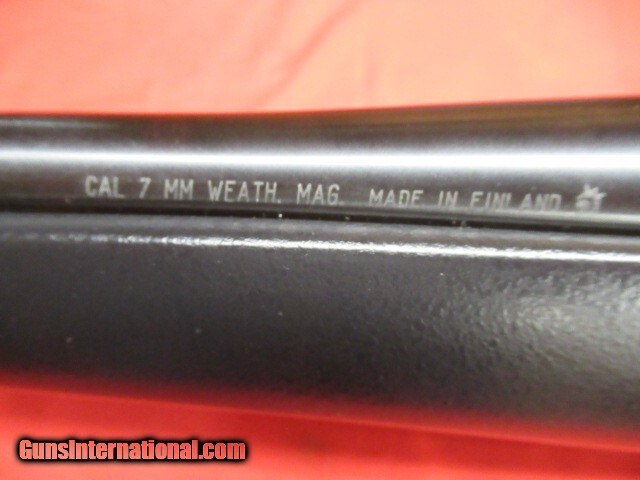 CAL 7 MM WEATH. MAG. MADE IN FINLAND
GunsInternational.com